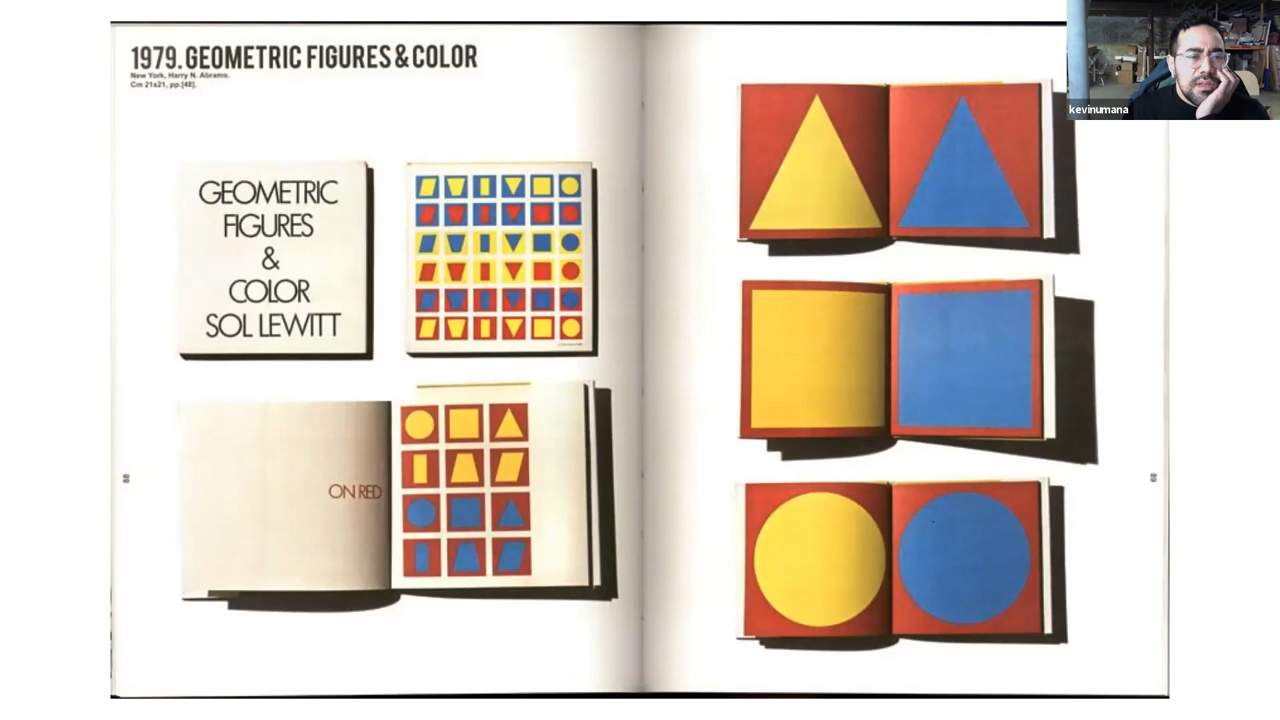 1979. GEOMETRIC FIGURES & COLOR
New York, Harry N. Abrams.
Cm 21x21, pp.[48].
kevinumana
GEOMETRIC
FIGURES
&
COLOR
SOL LEWITT
ON RED
88